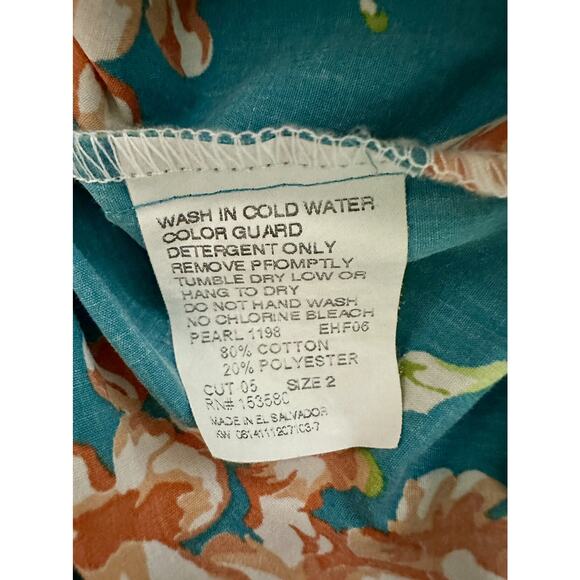 WASH IN COLD WATER
COLOR GUARD
DETERGENT ONLY
REMOVE PROMPTLY
TUMBLE DRY LOW OR
HANG TO DRY
DO NOT HAND WASH
NO CHLORINE BLEACH
PEARL 1198 EHF06
80% COTTON
20% POLYESTER
CUT 05 SIZE 2
RN# 153580
MADE IN EL SALVADOR